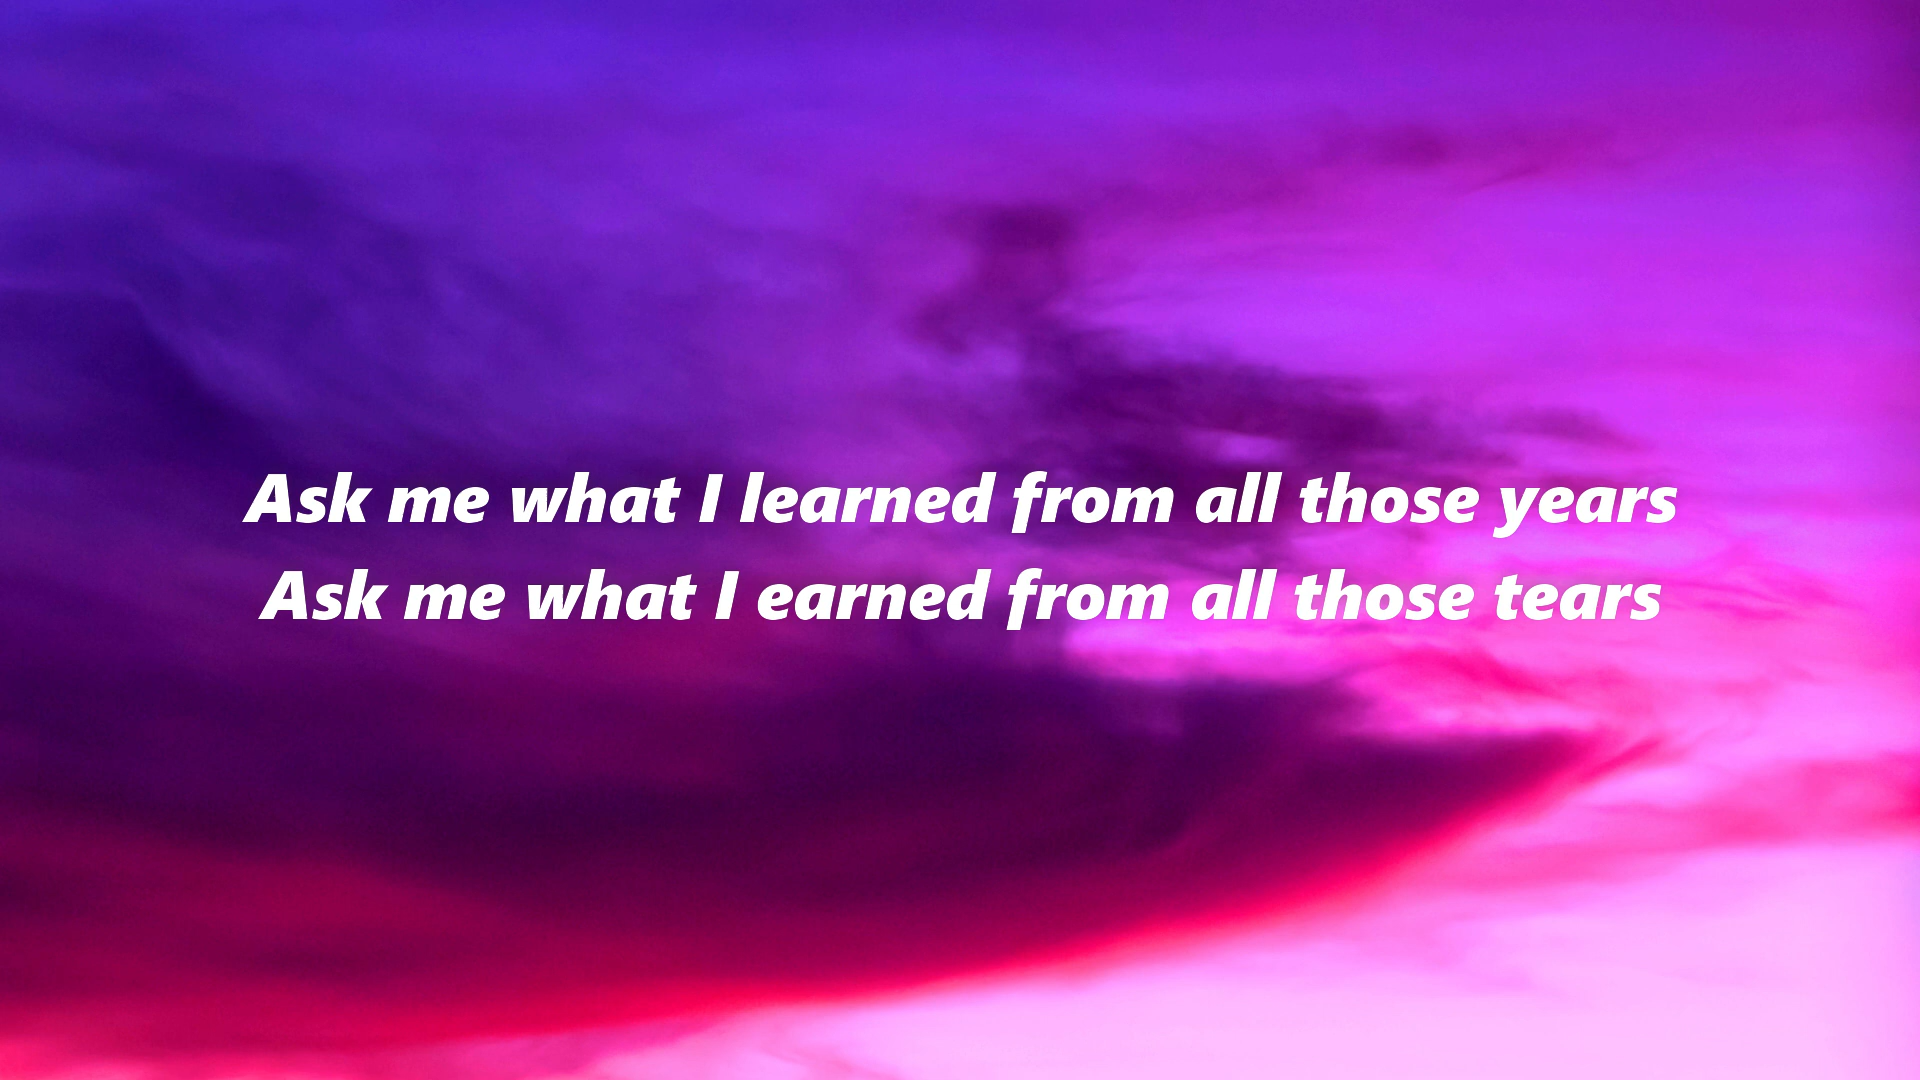 Ask me what I learned from all those years
Ask me what I earned from all those tears